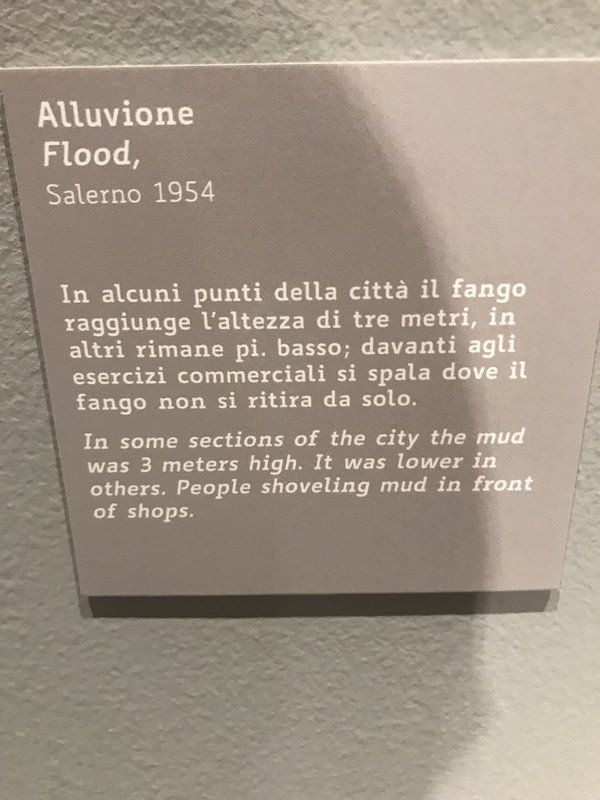 Alluvione
Flood,
Salerno 1954
In alcuni punti della città il fango
raggiunge l'altezza di tre metri, in
altri rimane pi. basso; davanti agli
esercizi commerciali si spala dove il
fango non si ritira da solo.
In some sections of the city the mud
was 3 meters high. It was lower in
others. People shoveling mud in front
of shops.